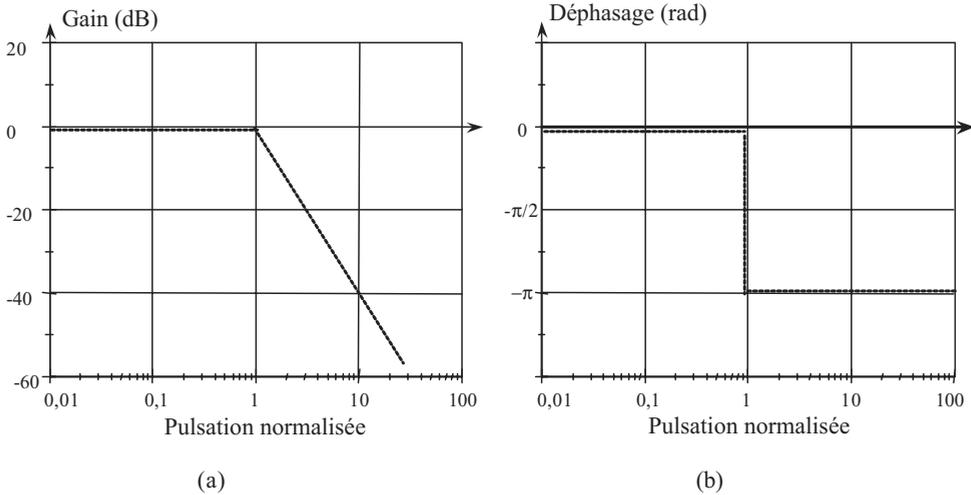 Gain (dB)
20
0
-20
-40
-60
0,01 0,1 1 10 100
Pulsation normalisée
(a)
Déphasage (rad)
0
-π/2
−π
0,01 0,1 1 10 100
Pulsation normalisée
(b)